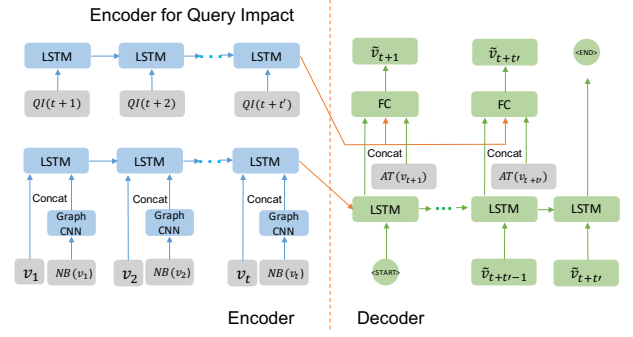 Encoder for Query Impact
LSTM
LSTM
LSTM
QI(t+1)
QI(t+2)
QI(t+t′)
LSTM
LSTM
LSTM
Concat
Concat
Concat
Graph
CNN
Graph
CNN
Graph
CNN
v₁
NB(v₁)
v₂
NB(v₂)
vₜ
NB(vₜ)
Encoder
ṽₜ₊₁
ṽₜ₊ₜ′
<END>
FC
FC
Concat
Concat
AT(vₜ₊₁)
AT(vₜ₊ₜ′)
LSTM
LSTM
LSTM
<START>
ṽₜ₊ₜ′₋₁
ṽₜ₊ₜ′
Decoder